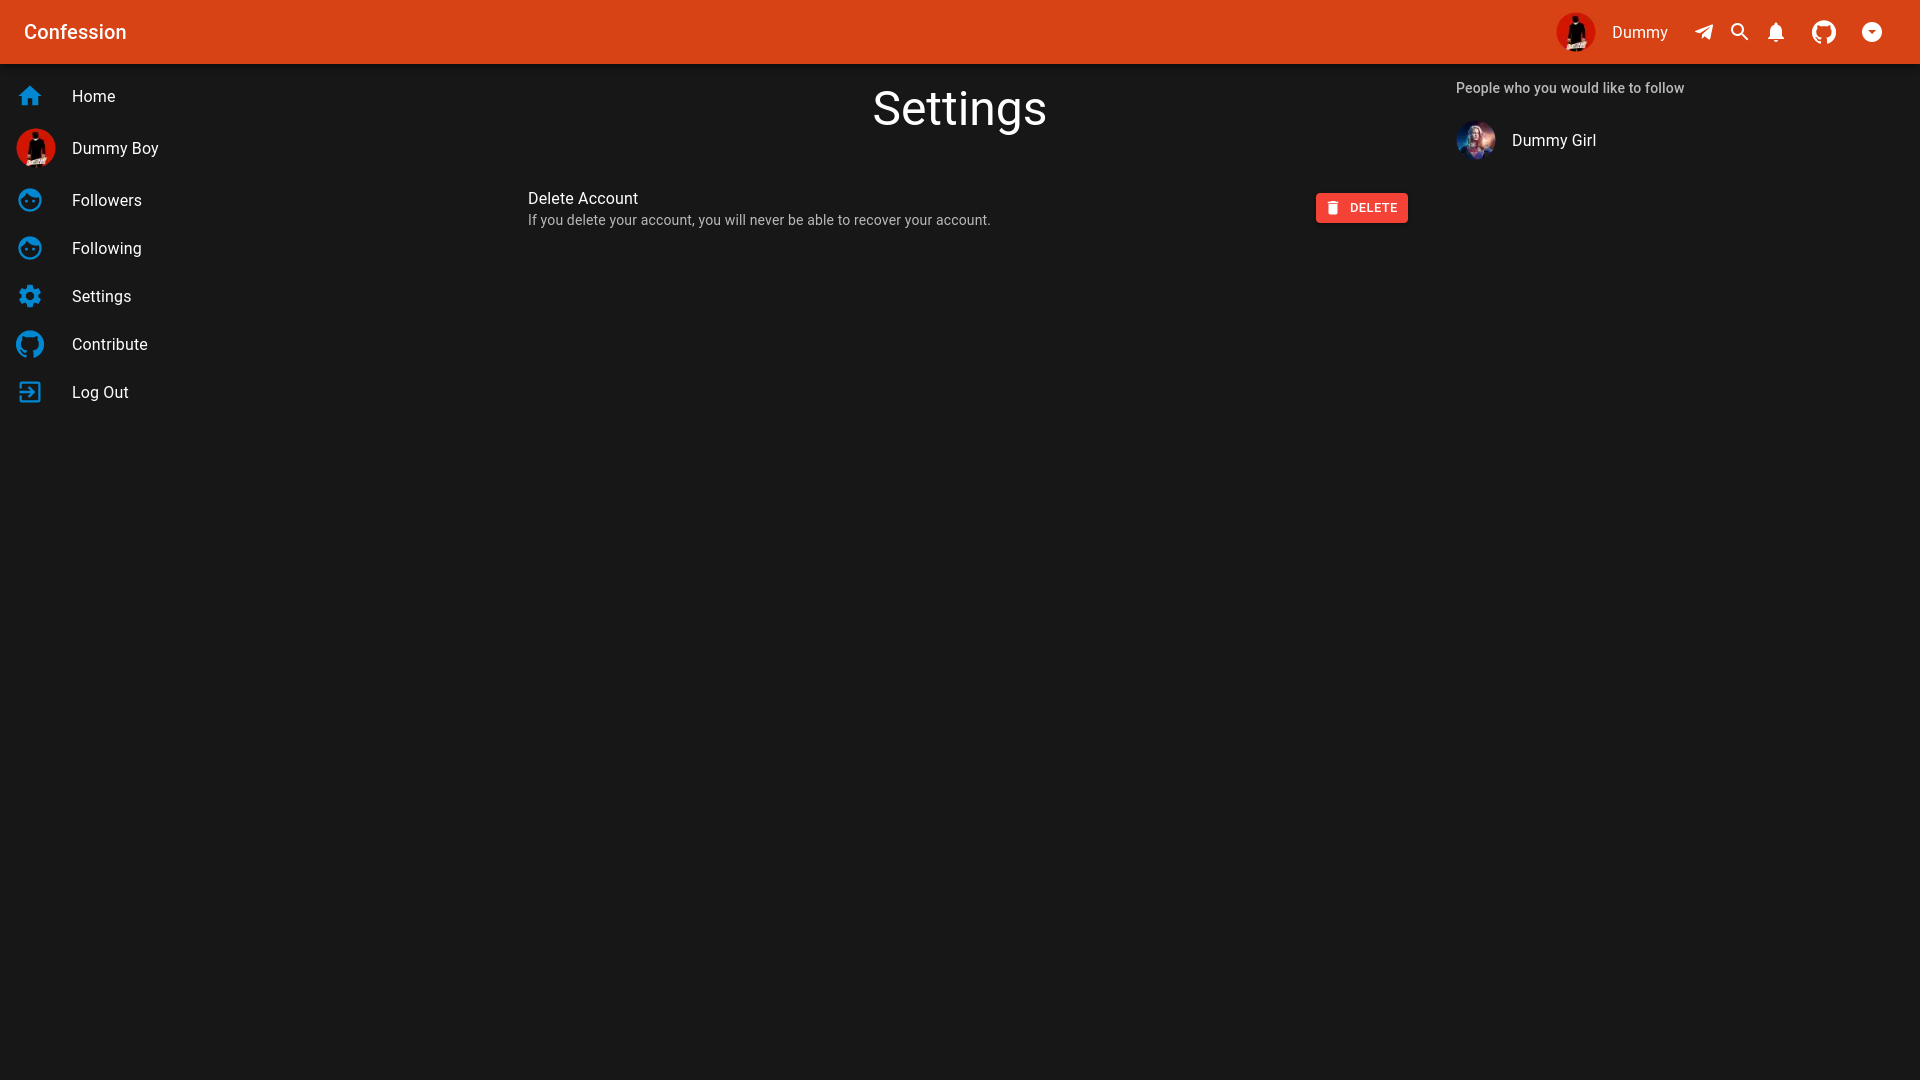 Confession
Dummy
Home
Dummy Boy
Followers
Following
Settings
Contribute
Log Out
Settings
Delete Account
If you delete your account, you will never be able to recover your account.
DELETE
People who you would like to follow
Dummy Girl